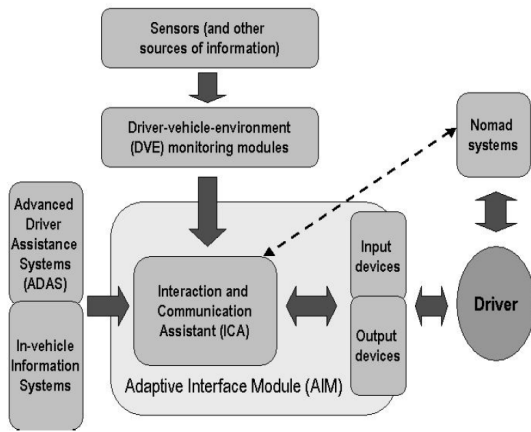 Sensors (and other
sources of information)
Driver-vehicle-environment
(DVE) monitoring modules
Nomad
systems
Advanced
Driver
Assistance
Systems
(ADAS)
In-vehicle
Information
Systems
Interaction and
Communication
Assistant (ICA)
Input
devices
Output
devices
Driver
Adaptive Interface Module (AIM)